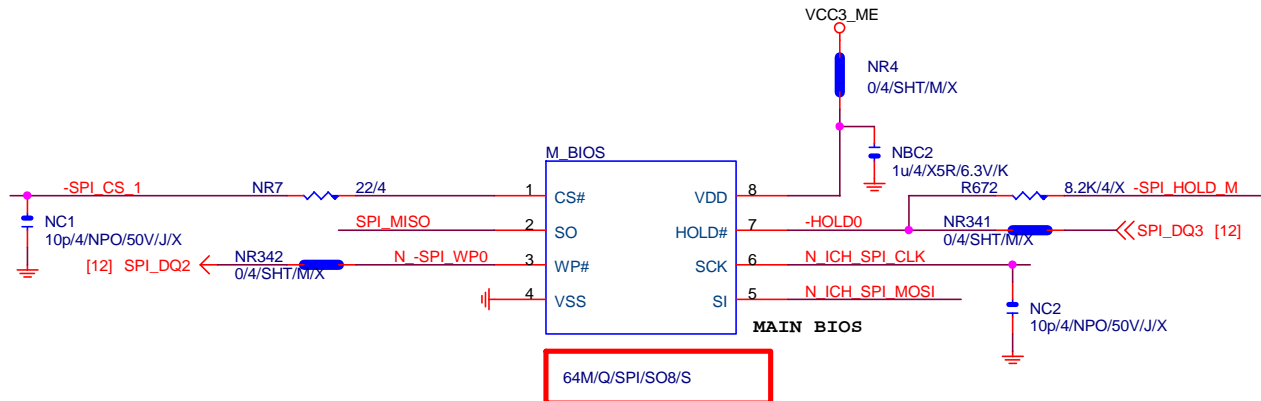 VCC3_ME
NR4
0/4/SHT/M/X
M_BIOS
NBC2
1u/4/X5R/6.3V/K
-SPI_CS_1
NR7
22/4
1
CS#
VDD
8
R672
8.2K/4/X
-SPI_HOLD_M
NC1
10p/4/NPO/50V/J/X
SPI_MISO
2
SO
HOLD#
7
-HOLD0
NR341
0/4/SHT/M/X
SPI_DQ3 [12]
[12] SPI_DQ2
NR342
0/4/SHT/M/X
N_-SPI_WP0
3
WP#
SCK
6
N_ICH_SPI_CLK
4
VSS
SI
5
N_ICH_SPI_MOSI
NC2
10p/4/NPO/50V/J/X
MAIN BIOS
64M/Q/SPI/SO8/S